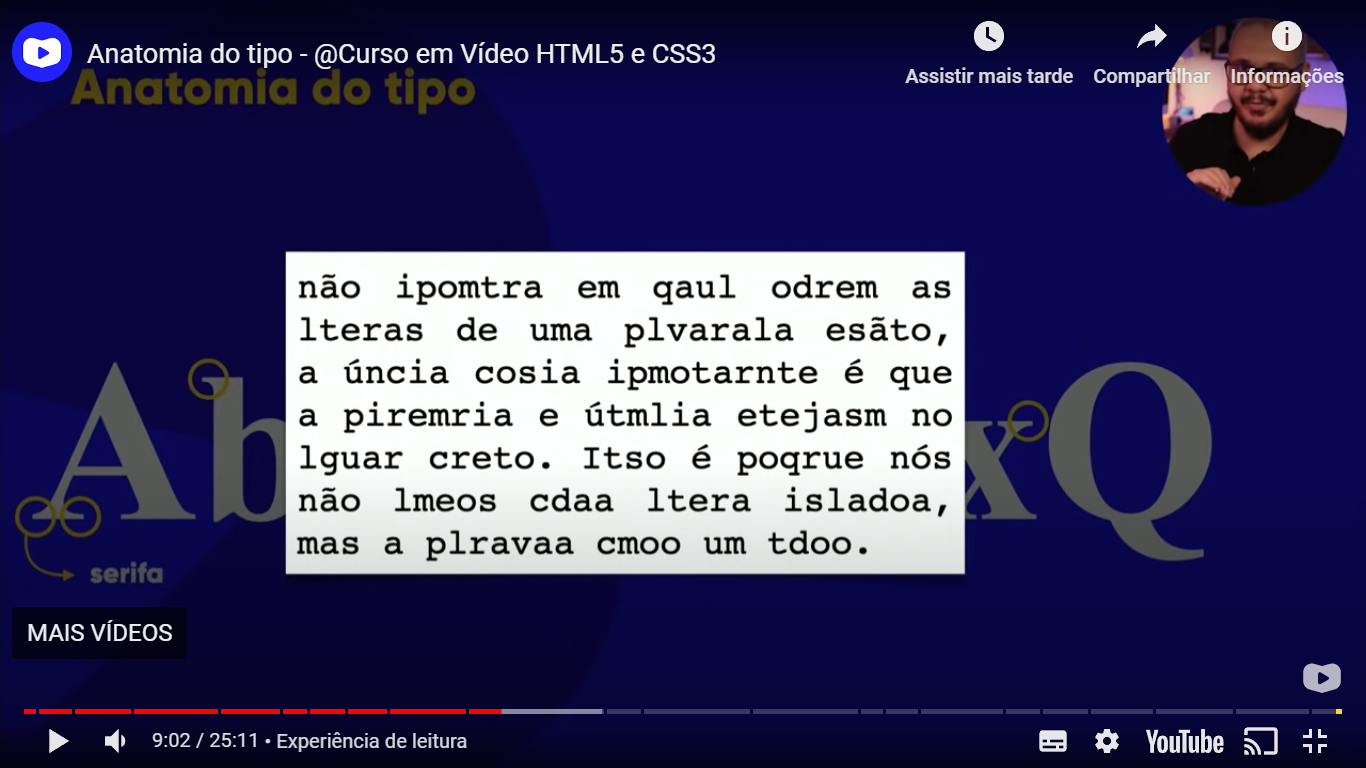 Anatomia do tipo - @Curso em Vídeo HTML5 e CSS3
Assistir mais tarde
Compartilhar
Informações
Anatomia do tipo
não ipomtra em qaul odrem as
lteras de uma plvarala esãto,
a úncia cosia ipmotarnte é que
a piremria e útmlia etejasm no
lguar creto. Itso é poqrue nós
não lmeos cdaa ltera isladoa,
mas a plravaa cmoo um tdoo.
Ab xQ
serifa
MAIS VÍDEOS
9:02 / 25:11 • Experiência de leitura
YouTube